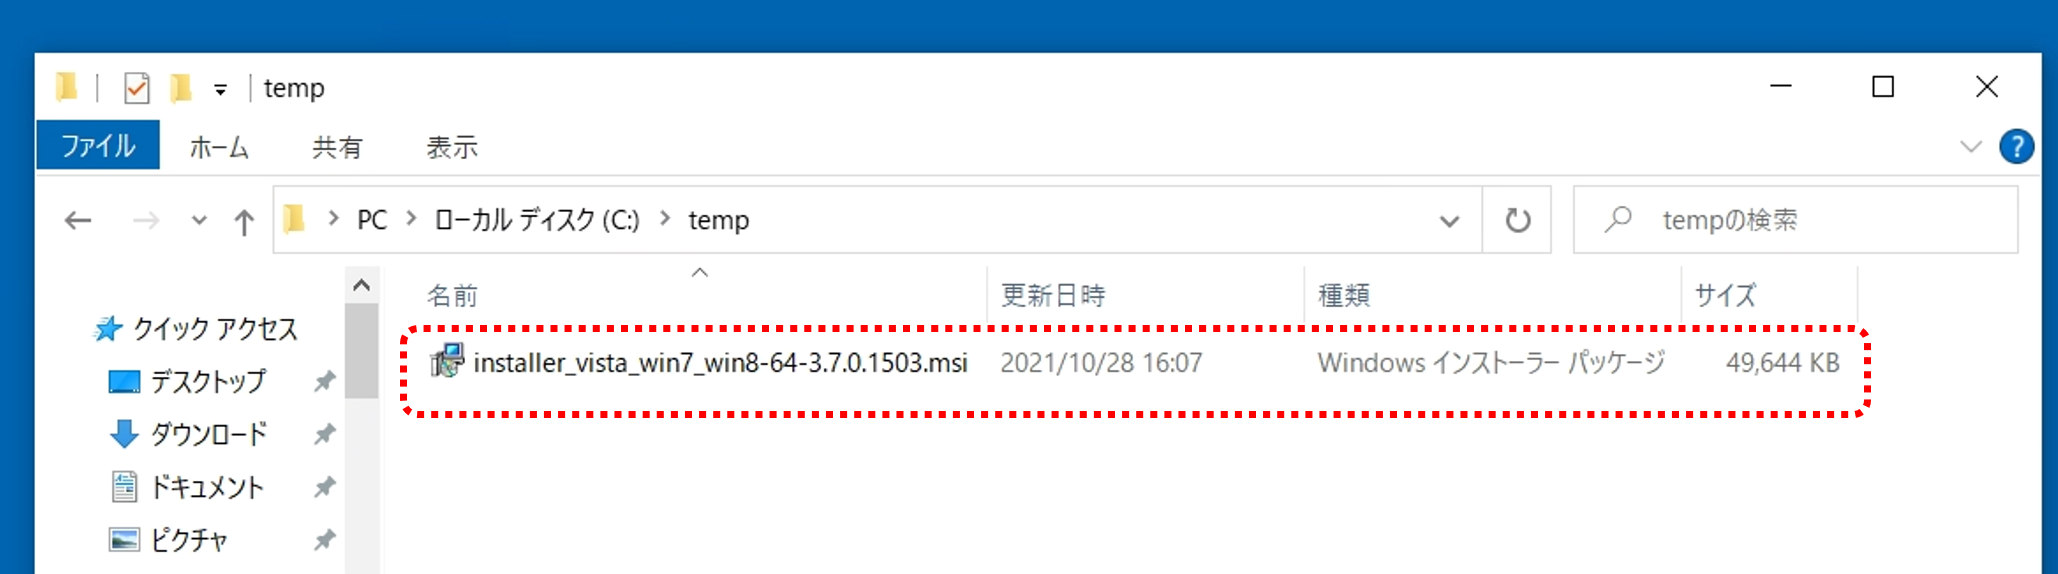 temp
ファイル ホーム 共有 表示 ?
PC ローカル ディスク (C:) temp tempの検索
名前 更新日時 種類 サイズ
クイック アクセス
installer_vista_win7_win8-64-3.7.0.1503.msi 2021/10/28 16:07 Windows インストーラー パッケージ 49,644 KB
デスクトップ
ダウンロード
ドキュメント
ピクチャ